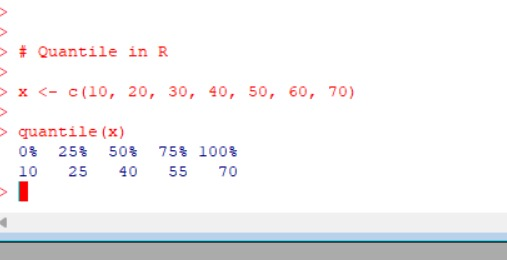 >
>
> # Quantile in R
>
> x <- c(10, 20, 30, 40, 50, 60, 70)
>
> quantile(x)
  0%  25%  50%  75% 100%
  10   25   40   55   70
>